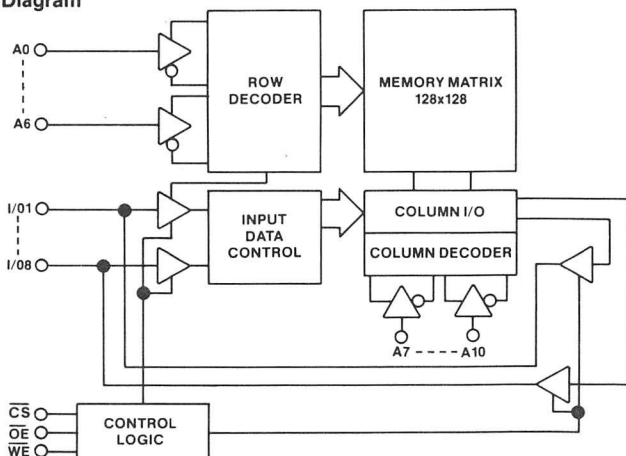 Diagram
A0
A6
ROW
DECODER
MEMORY MATRIX
128x128
I/01
I/08
INPUT
DATA
CONTROL
COLUMN I/O
COLUMN DECODER
A7 - - - - A10
CS
OE
WE
CONTROL
LOGIC